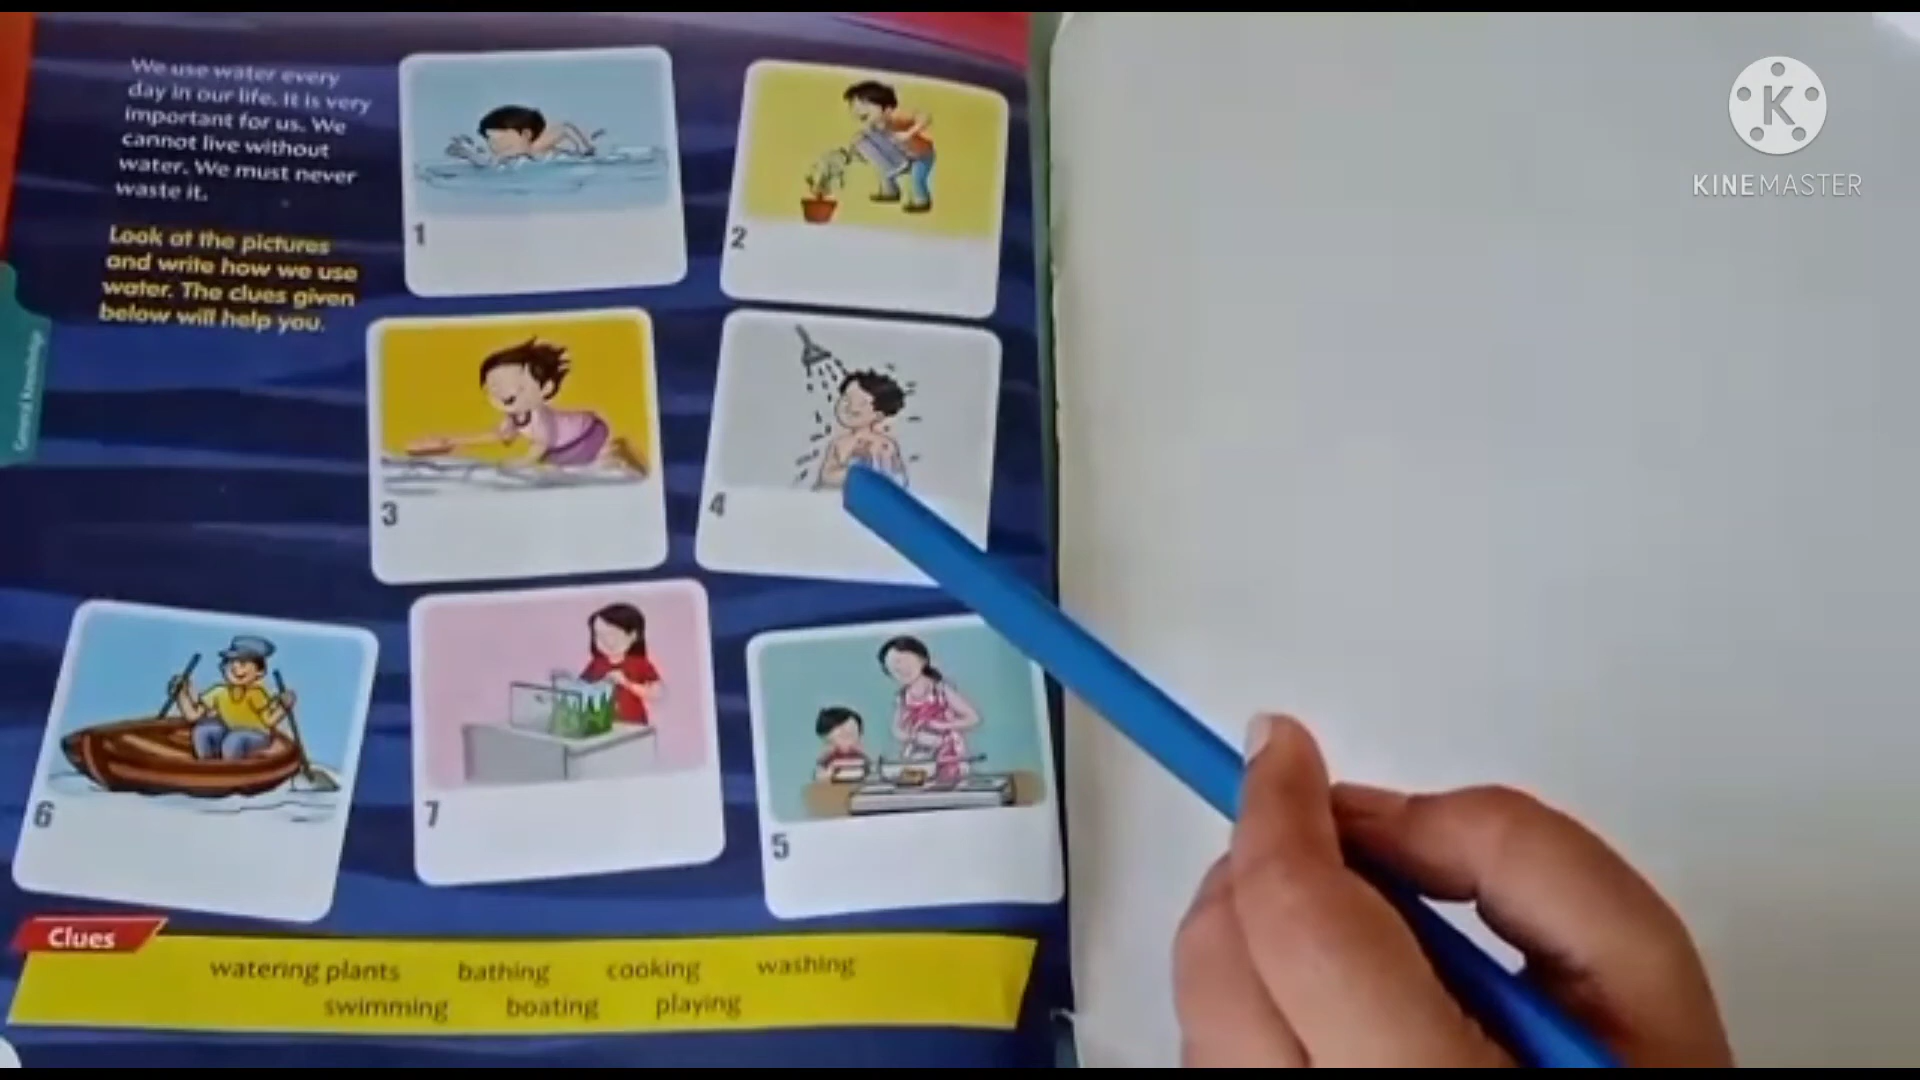 We use water every
day in our life. It is very
important for us. We
cannot live without
water. We must never
waste it.
Look at the pictures
and write how we use
water. The clues given
below will help you.
General Knowledge
1
2
3
4
6
7
5
Clues
watering plants bathing cooking washing
swimming boating playing
K
KINEMASTER